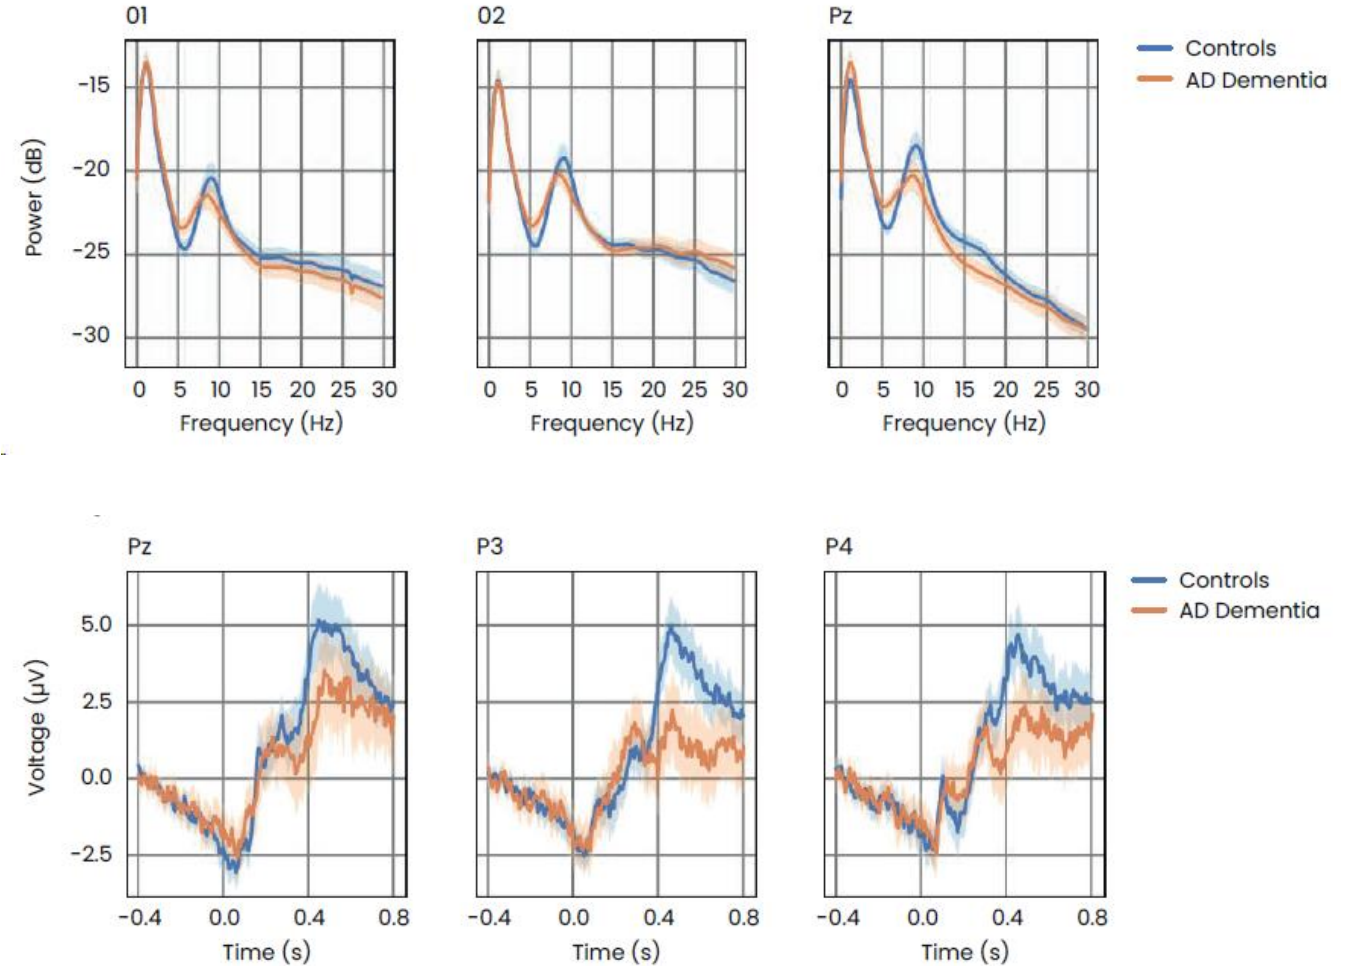 01 02 Pz
Controls
AD Dementia
Power (dB)
-15
-20
-25
-30
0 5 10 15 20 25 30 0 5 10 15 20 25 30 0 5 10 15 20 25 30
Frequency (Hz) Frequency (Hz) Frequency (Hz)
Pz P3 P4
Controls
AD Dementia
Voltage (μV)
5.0
2.5
0.0
-2.5
-0.4 0.0 0.4 0.8 -0.4 0.0 0.4 0.8 -0.4 0.0 0.4 0.8
Time (s) Time (s) Time (s)